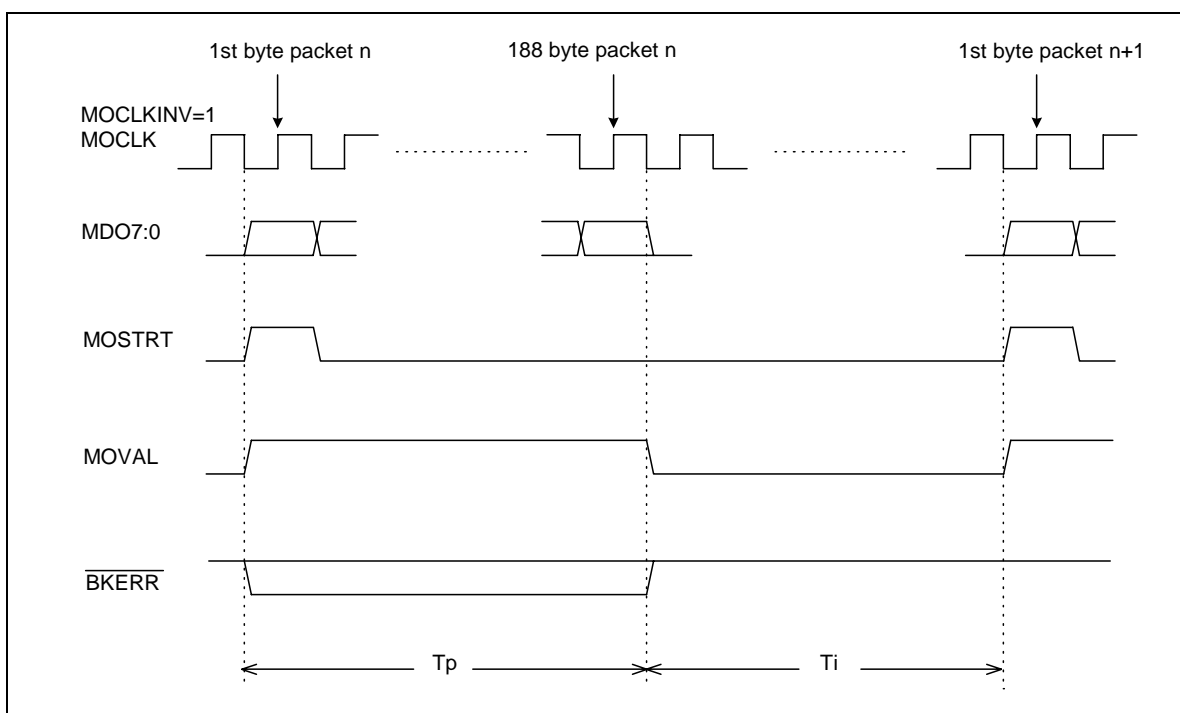 1st byte packet n
188 byte packet n
1st byte packet n+1
MOCLKINV=1
MOCLK
MDO7:0
MOSTRT
MOVAL
BKERR
Tp
Ti